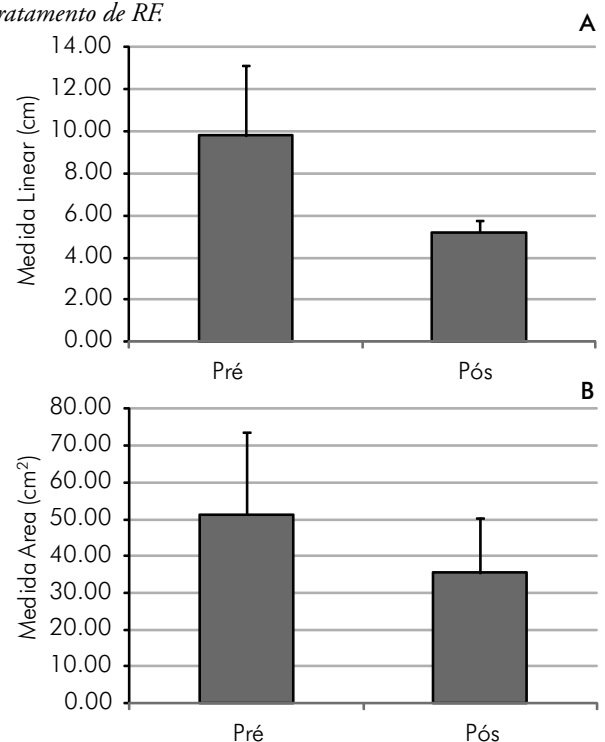 ratamento de RF.
A
14.00
12.00
10.00
8.00
6.00
4.00
2.00
0.00
Medida Linear (cm)
Pré Pós
B
80.00
70.00
60.00
50.00
40.00
30.00
20.00
10.00
0.00
Medida Area (cm²)
Pré Pós